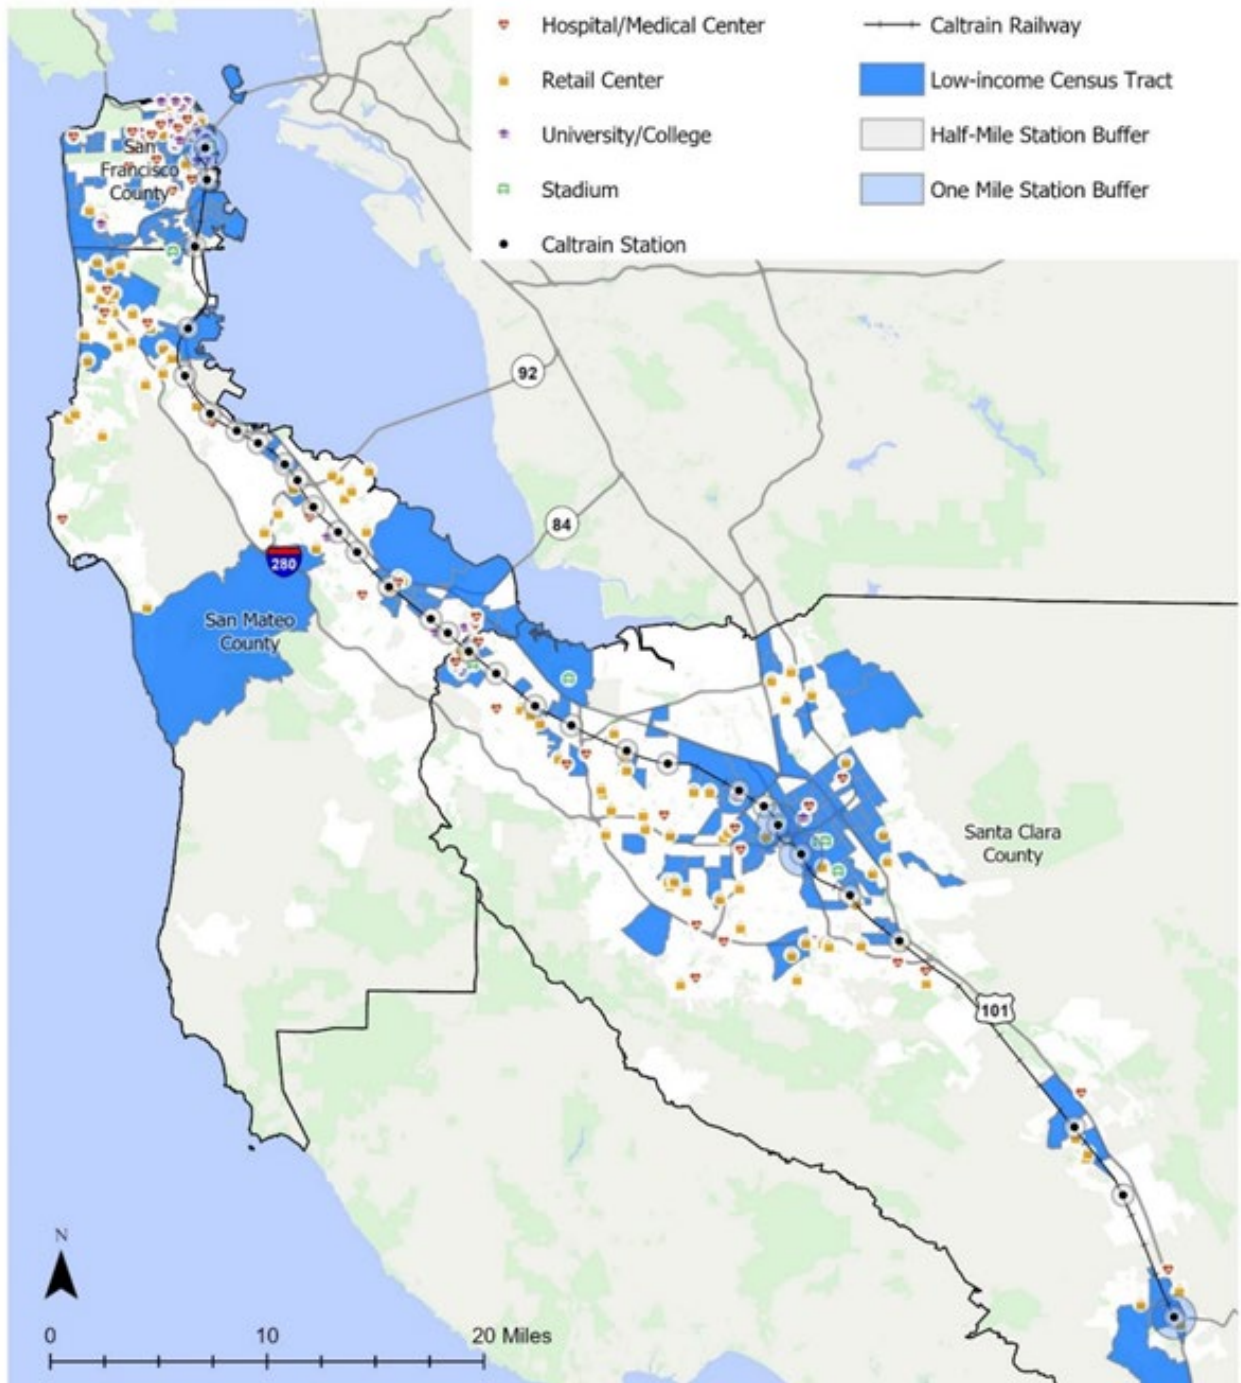 Hospital/Medical Center
Caltrain Railway
Retail Center
Low-income Census Tract
University/College
Half-Mile Station Buffer
Stadium
One Mile Station Buffer
Caltrain Station
San
Francisco
County
92
84
280
San Mateo
County
Santa Clara
County
101
N
0
10
20 Miles